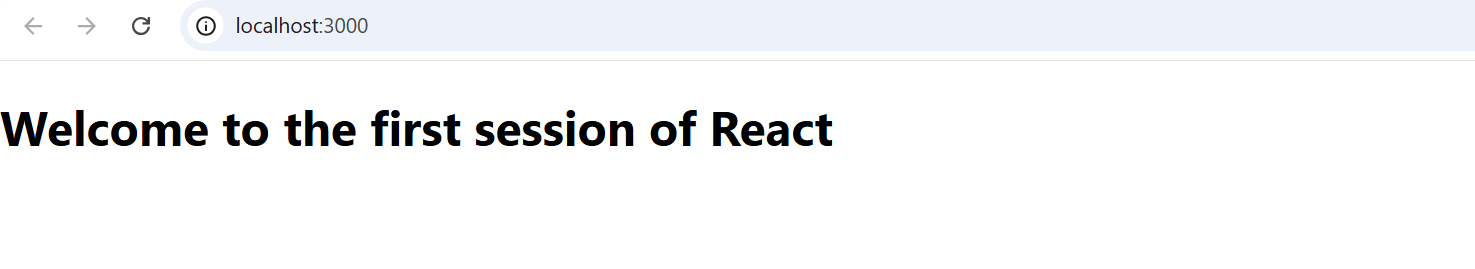 localhost:3000
Welcome to the first session of React